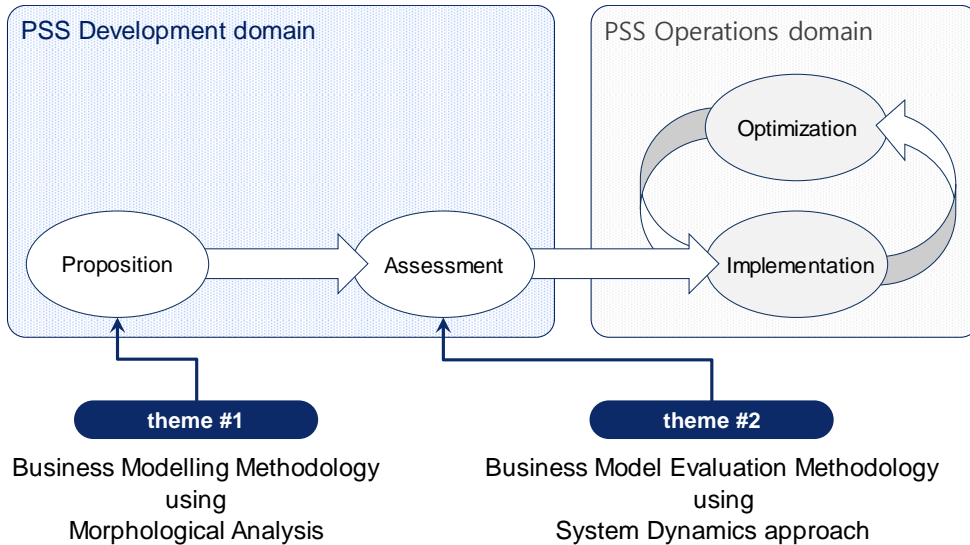 PSS Development domain
PSS Operations domain
Optimization
Proposition
Assessment
Implementation
theme #1
theme #2
Business Modelling Methodology
using
Morphological Analysis
Business Model Evaluation Methodology
using
System Dynamics approach